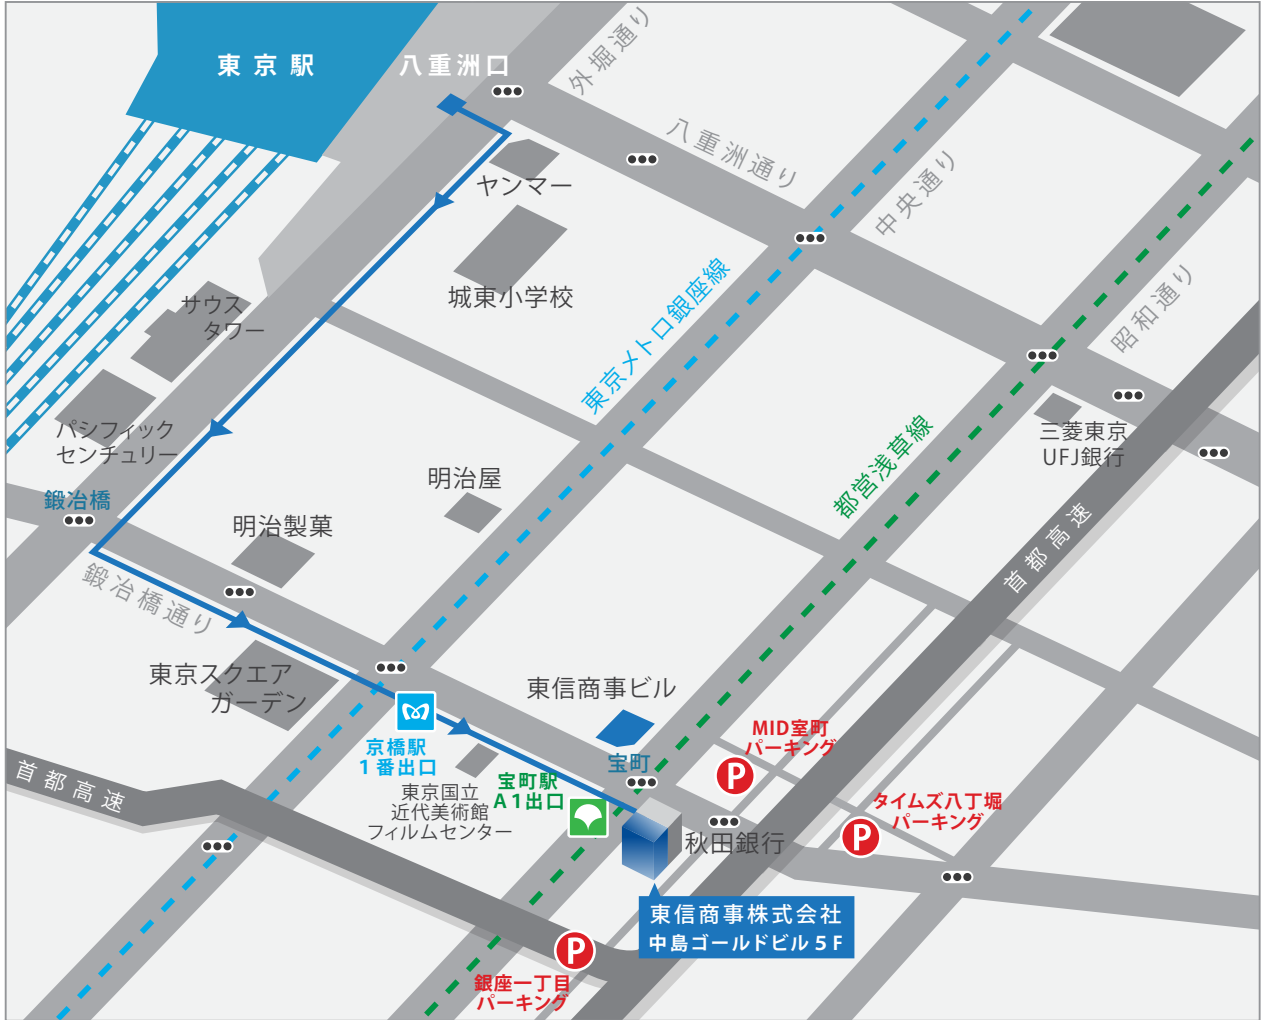 東京駅
八重洲口
外堀通り
八重洲通り
ヤンマー
中央通り
城東小学校
東京メトロ銀座線
昭和通り
サウス
タワー
パシフィック
センチュリー
三菱東京
UFJ銀行
都営浅草線
明治屋
鍛冶橋
明治製菓
首都高速
鍛冶橋通り
東京スクエア
ガーデン
東信商事ビル
MID室町
パーキング
京橋駅
1番出口
宝町
首都高速
宝町駅
A1出口
東京国立
近代美術館
フィルムセンター
タイムズ八丁堀
パーキング
P
P
秋田銀行
東信商事株式会社
中島ゴールドビル5F
P
銀座一丁目
パーキング